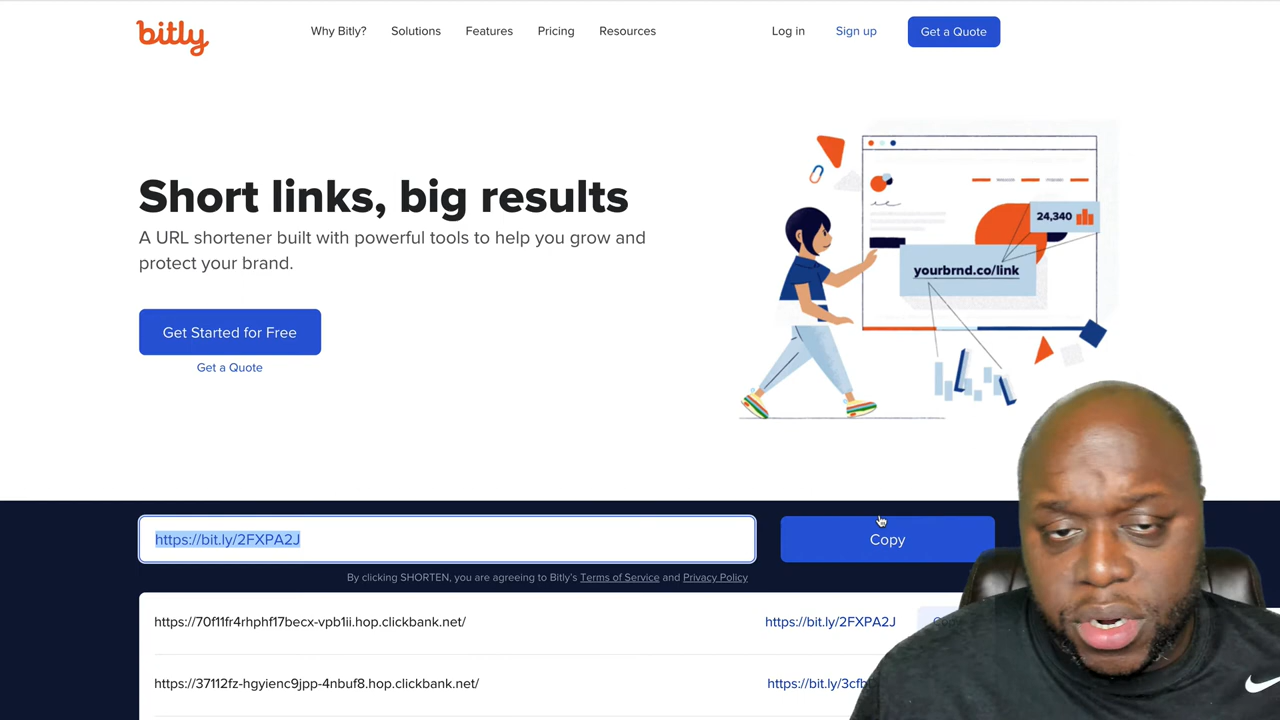 bitly
Why Bitly? Solutions Features Pricing Resources Log in Sign up Get a Quote
Short links, big results
A URL shortener built with powerful tools to help you grow and
protect your brand.
Get Started for Free
Get a Quote
24,340
yourbrnd.co/link
https://bit.ly/2FXPA2J
Copy
By clicking SHORTEN, you are agreeing to Bitly's Terms of Service and Privacy Policy
https://70f11fr4rhphf17becx-vpb1ii.hop.clickbank.net/ https://bit.ly/2FXPA2J
https://37112fz-hgyienc9jpp-4nbuf8.hop.clickbank.net/